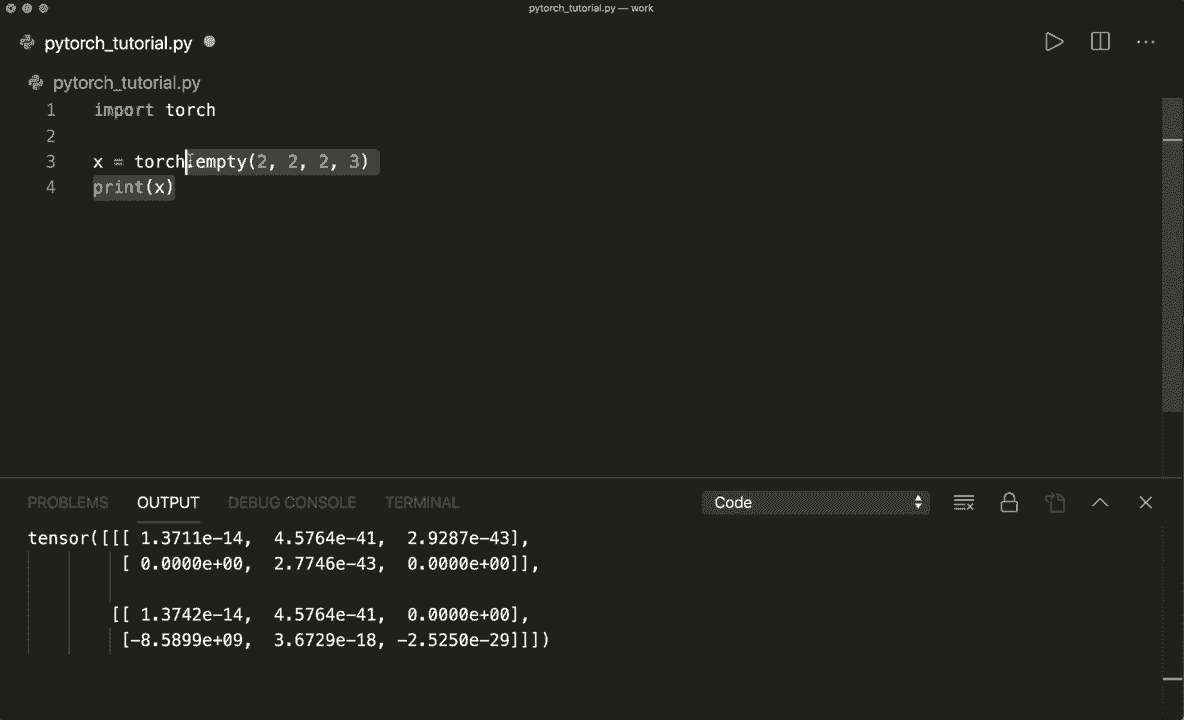 pytorch_tutorial.py — work
pytorch_tutorial.py
pytorch_tutorial.py
1 import torch
2
3 x = torch.empty(2, 2, 2, 3)
4 print(x)
PROBLEMS OUTPUT DEBUG CONSOLE TERMINAL Code
tensor([[[ 1.3711e-14, 4.5764e-41, 2.9287e-43],
[ 0.0000e+00, 2.7746e-43, 0.0000e+00]],
[[ 1.3742e-14, 4.5764e-41, 0.0000e+00],
[-8.5899e+09, 3.6729e-18, -2.5250e-29]]])